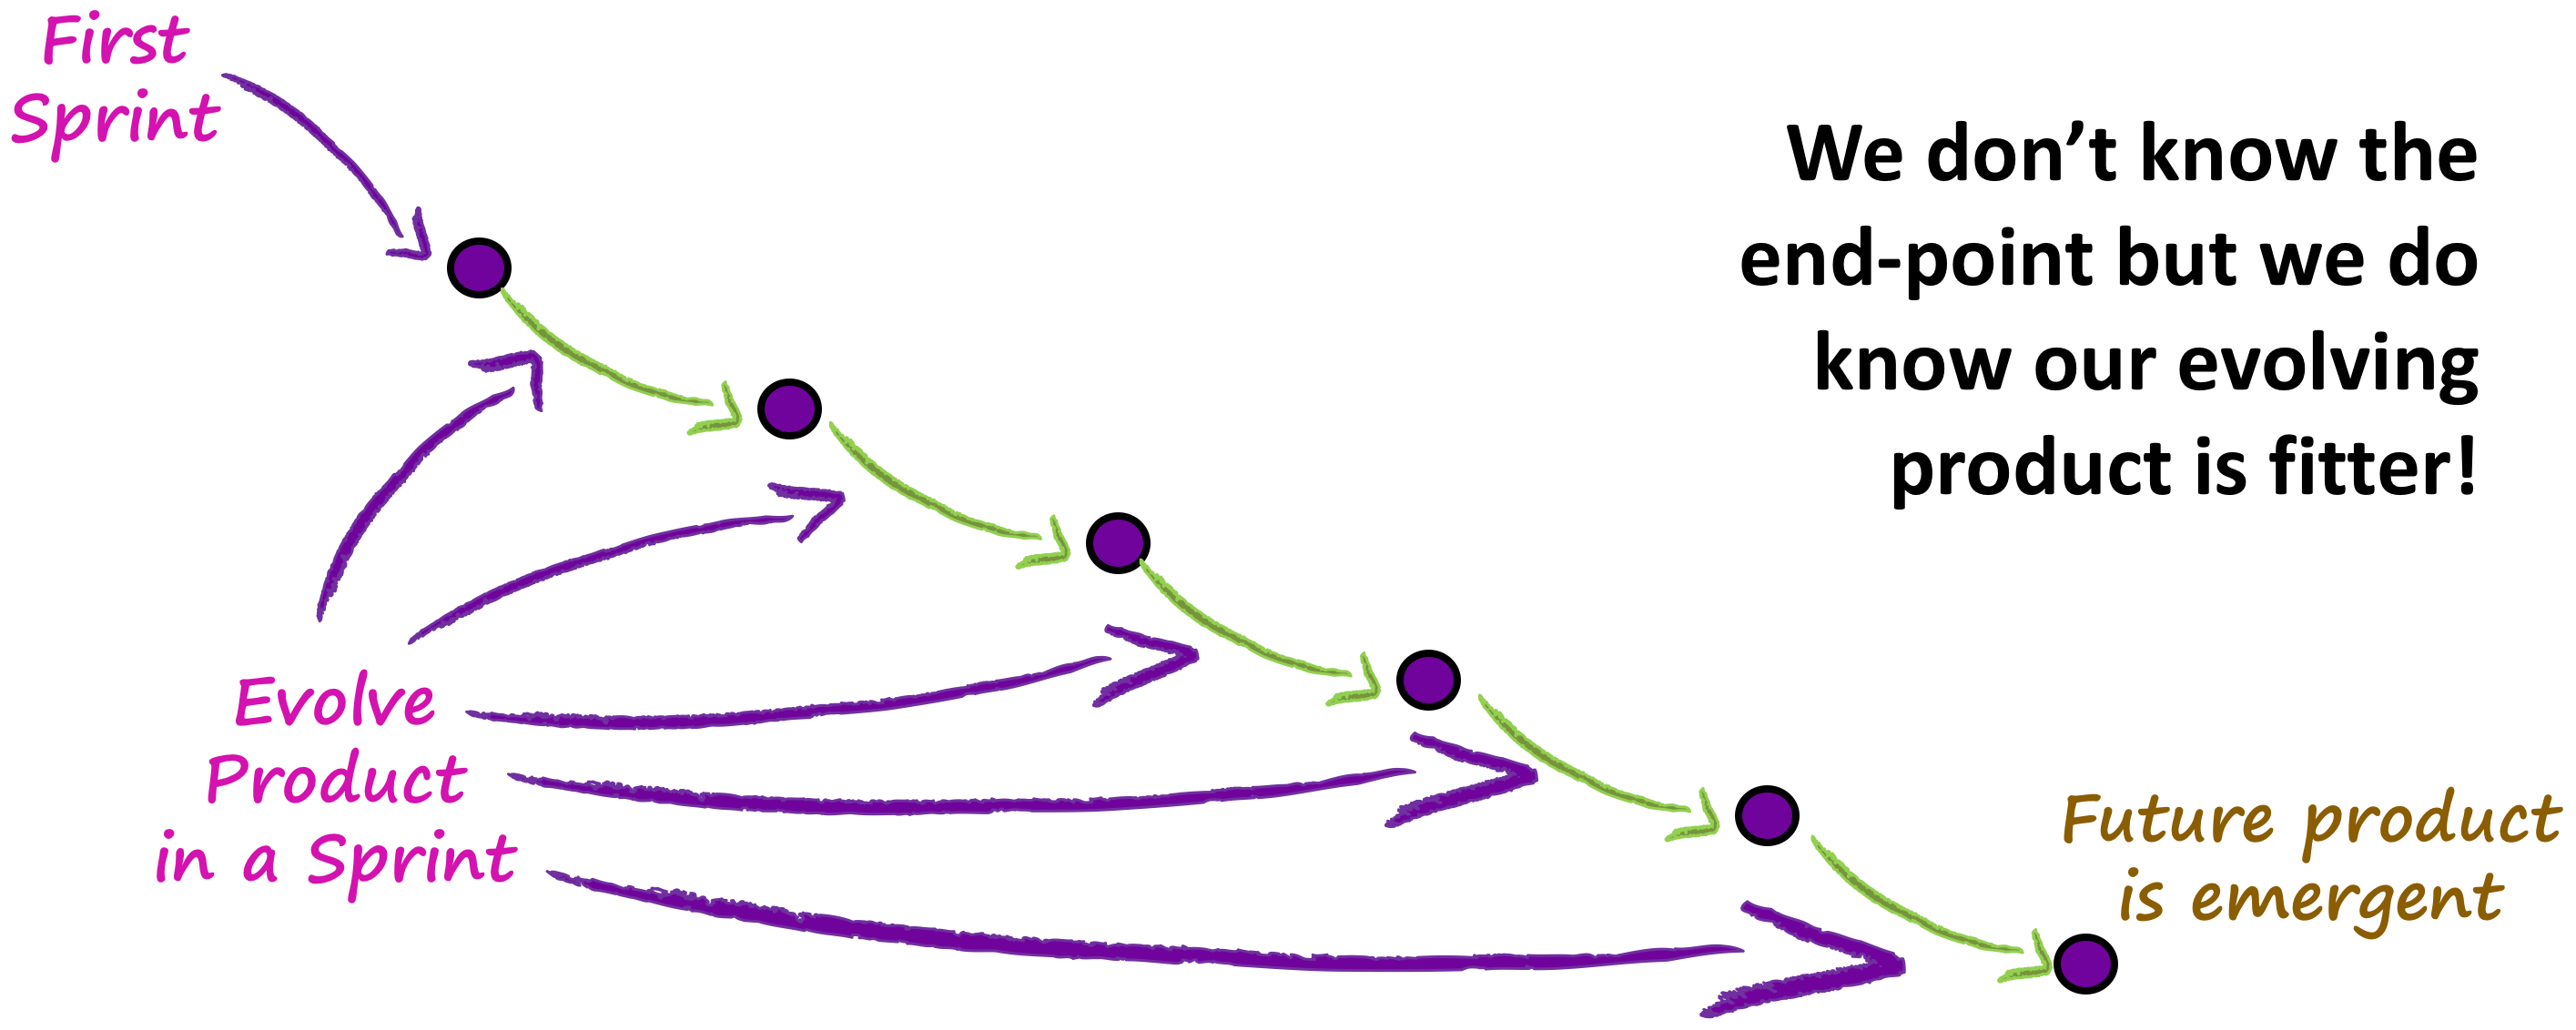 First
Sprint
We don’t know the
end-point but we do
know our evolving
product is fitter!
Evolve
Product
in a Sprint
Future product
is emergent